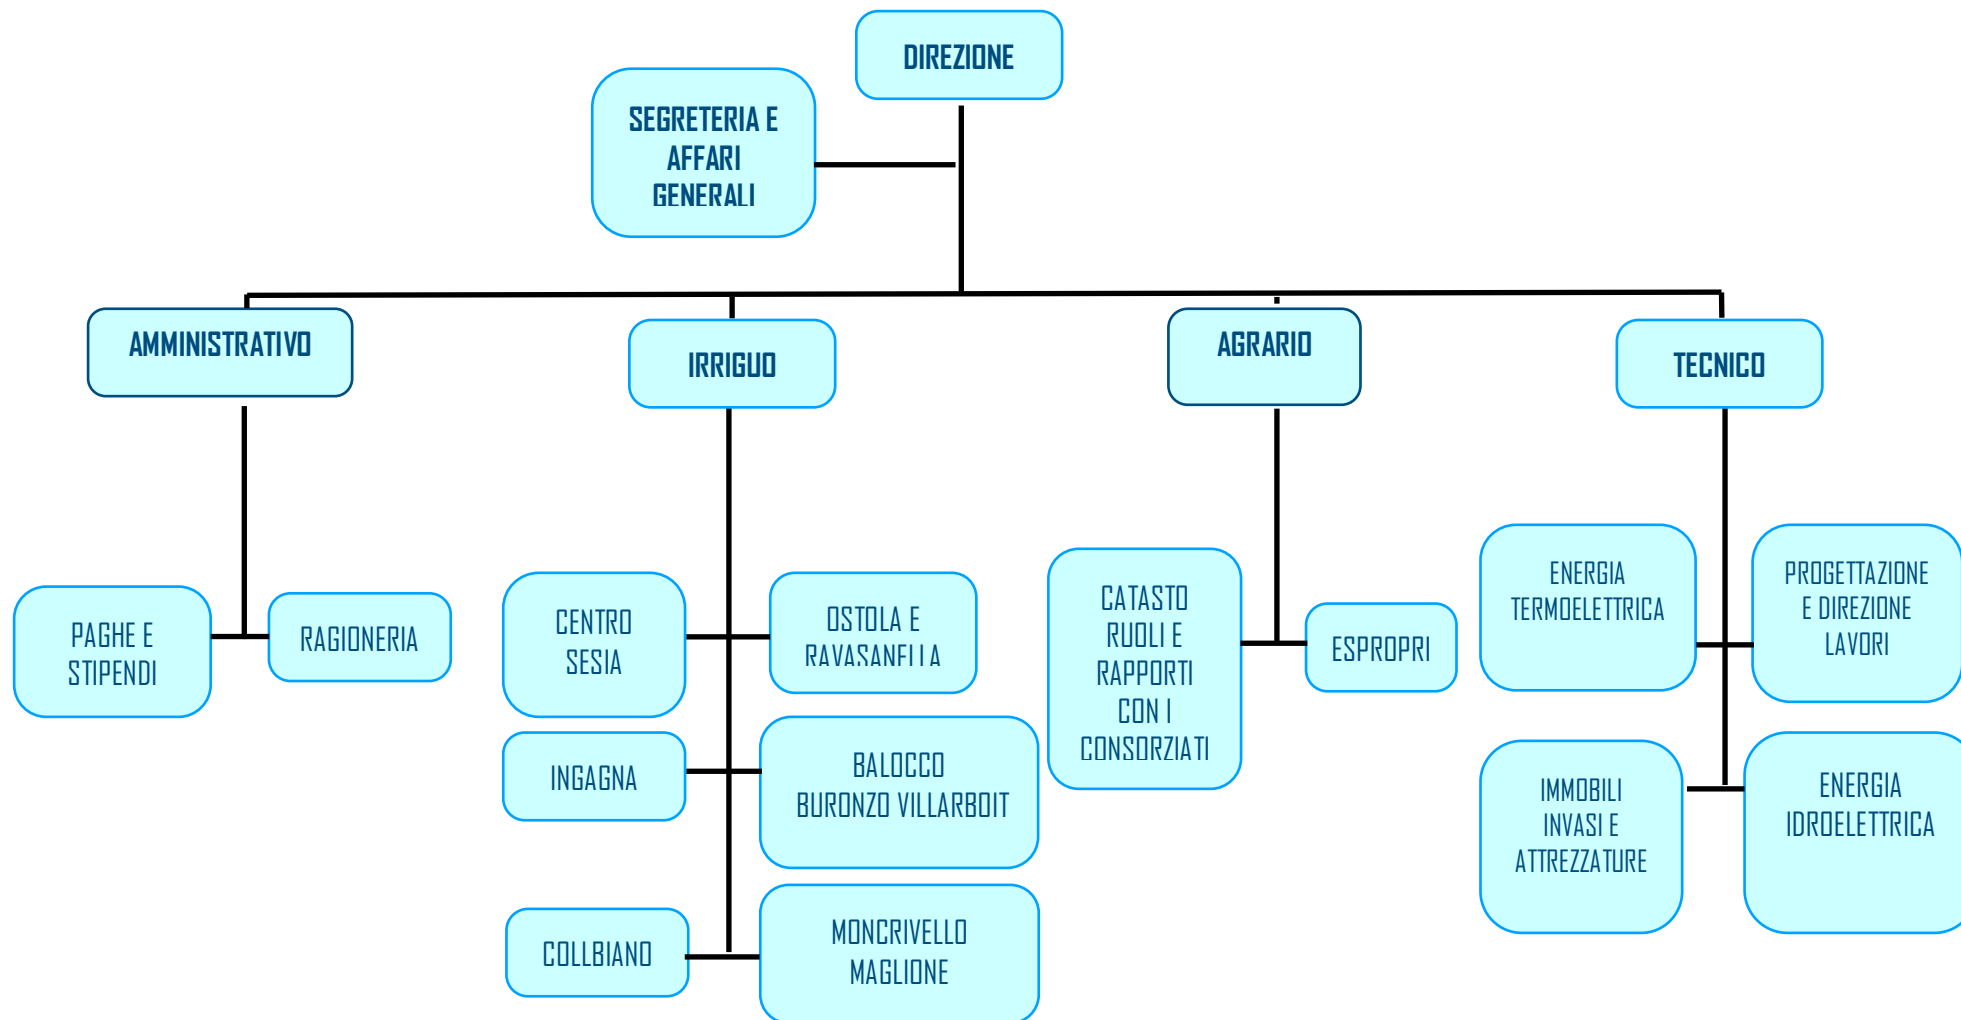 DIREZIONE
SEGRETERIA E
AFFARI
GENERALI
AMMINISTRATIVO
IRRIGUO
AGRARIO
TECNICO
PAGHE E
STIPENDI
RAGIONERIA
CENTRO
SESIA
OSTOLA E
RAVASANELLA
INGAGNA
BALOCCO
BURONZO VILLARBOIT
COLLBIANO
MONCRIVELLO
MAGLIONE
CATASTO
RUOLI E
RAPPORTI
CON I
CONSORZIATI
ESPROPRI
ENERGIA
TERMOELETTRICA
PROGETTAZIONE
E DIREZIONE
LAVORI
IMMOBILI
INVASI E
ATTREZZATURE
ENERGIA
IDROELETTRICA